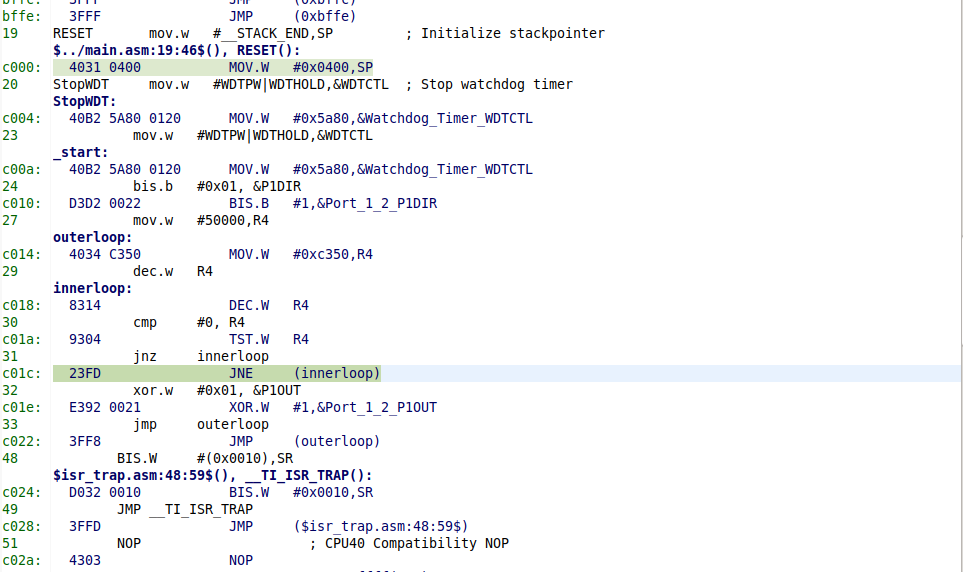 bffe: 3FFF JMP (0xbffe)
19 RESET mov.w #__STACK_END,SP ; Initialize stackpointer
$../main.asm:19:46$(), RESET():
c000: 4031 0400 MOV.W #0x0400,SP
20 StopWDT mov.w #WDTPW|WDTHOLD,&WDTCTL ; Stop watchdog timer
StopWDT:
c004: 40B2 5A80 0120 MOV.W #0x5a80,&Watchdog_Timer_WDTCTL
23 mov.w #WDTPW|WDTHOLD,&WDTCTL
_start:
c00a: 40B2 5A80 0120 MOV.W #0x5a80,&Watchdog_Timer_WDTCTL
24 bis.b #0x01, &P1DIR
c010: D3D2 0022 BIS.B #1,&Port_1_2_P1DIR
27 mov.w #50000,R4
outerloop:
c014: 4034 C350 MOV.W #0xc350,R4
29 dec.w R4
innerloop:
c018: 8314 DEC.W R4
30 cmp #0, R4
c01a: 9304 TST.W R4
31 jnz innerloop
c01c: 23FD JNE (innerloop)
32 xor.w #0x01, &P1OUT
c01e: E392 0021 XOR.W #1,&Port_1_2_P1OUT
33 jmp outerloop
c022: 3FF8 JMP (outerloop)
48 BIS.W #(0x0010),SR
$isr_trap.asm:48:59$(), __TI_ISR_TRAP():
c024: D032 0010 BIS.W #0x0010,SR
49 JMP __TI_ISR_TRAP
c028: 3FFD JMP ($isr_trap.asm:48:59$)
51 NOP ; CPU40 Compatibility NOP
c02a: 4303 NOP